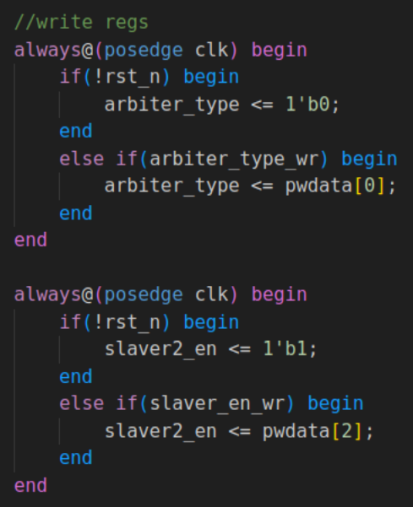 //write regs
always@(posedge clk) begin
    if(!rst_n) begin
        arbiter_type <= 1'b0;
    end
    else if(arbiter_type_wr) begin
        arbiter_type <= pwdata[0];
    end
end

always@(posedge clk) begin
    if(!rst_n) begin
        slaver2_en <= 1'b1;
    end
    else if(slaver_en_wr) begin
        slaver2_en <= pwdata[2];
    end
end